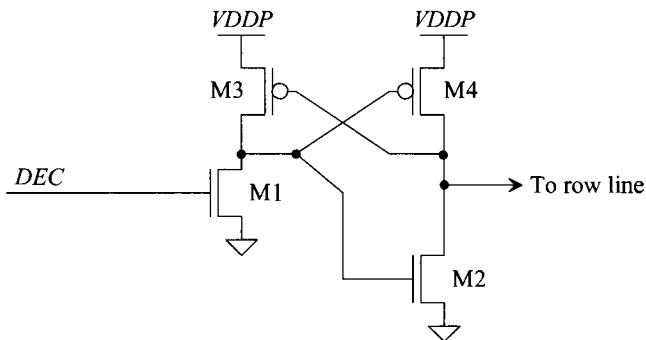 VDDP VDDP
M3 M4
DEC
M1
To row line
M2